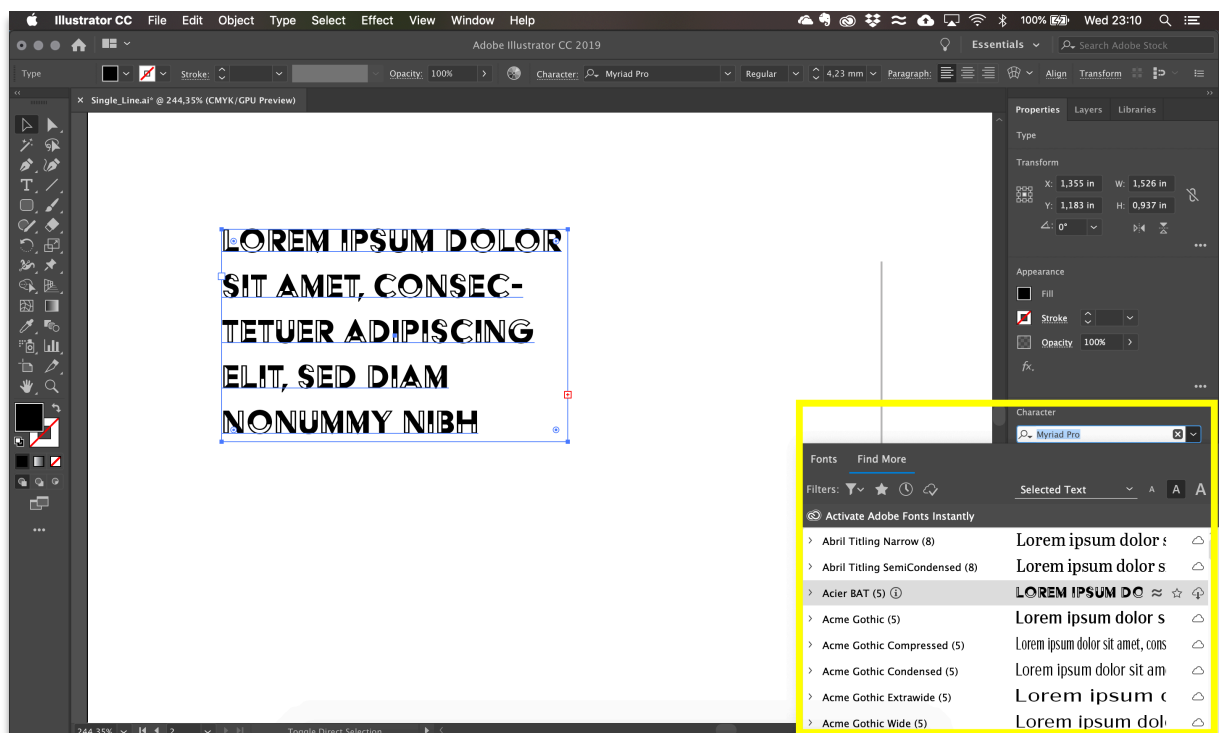 Illustrator CC File Edit Object Type Select Effect View Window Help 100% Wed 23:10
Adobe Illustrator CC 2019 Essentials Search Adobe Stock
Type Stroke: Opacity: 100% Character: Myriad Pro Regular 4,23 mm Paragraph: Align Transform
Single_Line.ai* @ 244,35% (CMYK/GPU Preview)
Properties Layers Libraries
Type
Transform
X: 1,355 in W: 1,526 in
Y: 1,183 in H: 0,937 in
0°
LOREM IPSUM DOLOR
SIT AMET, CONSEC-
TETUER ADIPISCING
ELIT, SED DIAM
NONUMMY NIBH
Appearance
Fill
Stroke
Opacity 100%
fx.
Character
Myriad Pro
Fonts Find More
Filters: Selected Text A A A
Activate Adobe Fonts Instantly
Abril Titling Narrow (8) Lorem ipsum dolor s
Abril Titling SemiCondensed (8) Lorem ipsum dolor s
Acier BAT (5) LOREM IPSUM DO
Acme Gothic (5) Lorem ipsum dolor s
Acme Gothic Compressed (5) Lorem ipsum dolor sit amet, cons
Acme Gothic Condensed (5) Lorem ipsum dolor sit am
Acme Gothic Extrawide (5) Lorem ipsum
Acme Gothic Wide (5) Lorem ipsum dol
244,35% 2 Toggle Direct Selection